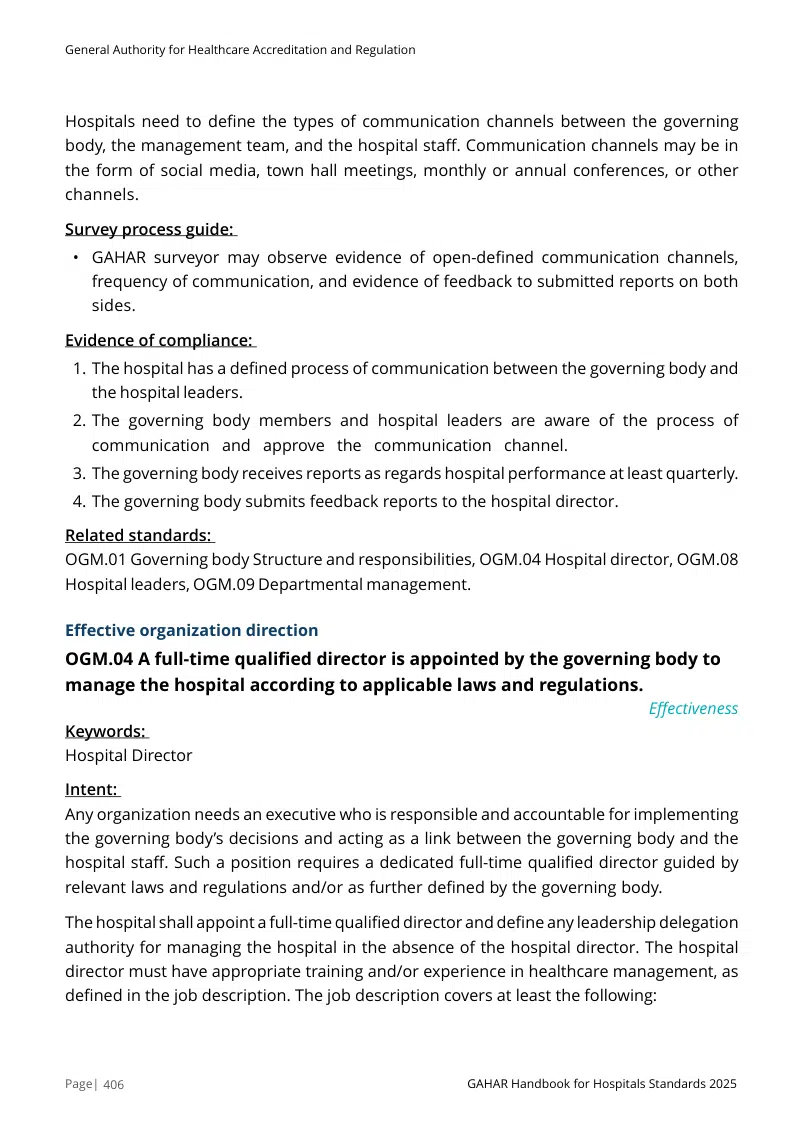 General Authority for Healthcare Accreditation and Regulation
Hospitals need to define the types of communication channels between the governing
body, the management team, and the hospital staff. Communication channels may be in
the form of social media, town hall meetings, monthly or annual conferences, or other
channels.
Survey process guide:
• GAHAR surveyor may observe evidence of open-defined communication channels,
frequency of communication, and evidence of feedback to submitted reports on both
sides.
Evidence of compliance:
1. The hospital has a defined process of communication between the governing body and
the hospital leaders.
2. The governing body members and hospital leaders are aware of the process of
communication and approve the communication channel.
3. The governing body receives reports as regards hospital performance at least quarterly.
4. The governing body submits feedback reports to the hospital director.
Related standards:
OGM.01 Governing body Structure and responsibilities, OGM.04 Hospital director, OGM.08
Hospital leaders, OGM.09 Departmental management.
Effective organization direction
OGM.04 A full-time qualified director is appointed by the governing body to
manage the hospital according to applicable laws and regulations.
Effectiveness
Keywords:
Hospital Director
Intent:
Any organization needs an executive who is responsible and accountable for implementing
the governing body’s decisions and acting as a link between the governing body and the
hospital staff. Such a position requires a dedicated full-time qualified director guided by
relevant laws and regulations and/or as further defined by the governing body.
The hospital shall appoint a full-time qualified director and define any leadership delegation
authority for managing the hospital in the absence of the hospital director. The hospital
director must have appropriate training and/or experience in healthcare management, as
defined in the job description. The job description covers at least the following:
Page| 406
GAHAR Handbook for Hospitals Standards 2025